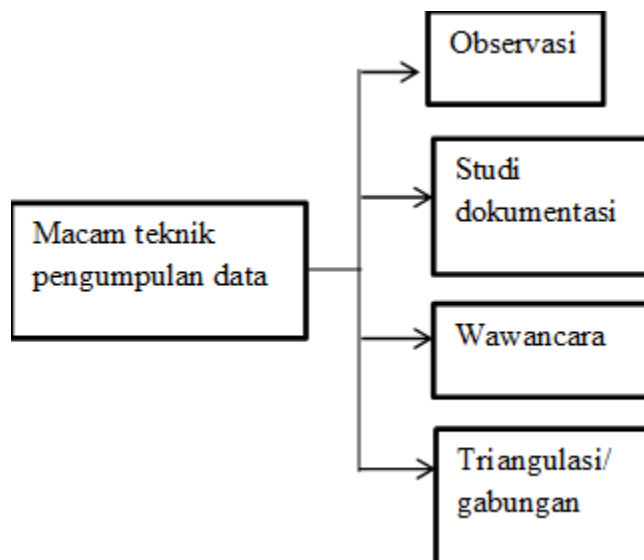 Observasi
Studi
dokumentasi
Macam teknik
pengumpulan data
Wawancara
Triangulasi/
gabungan